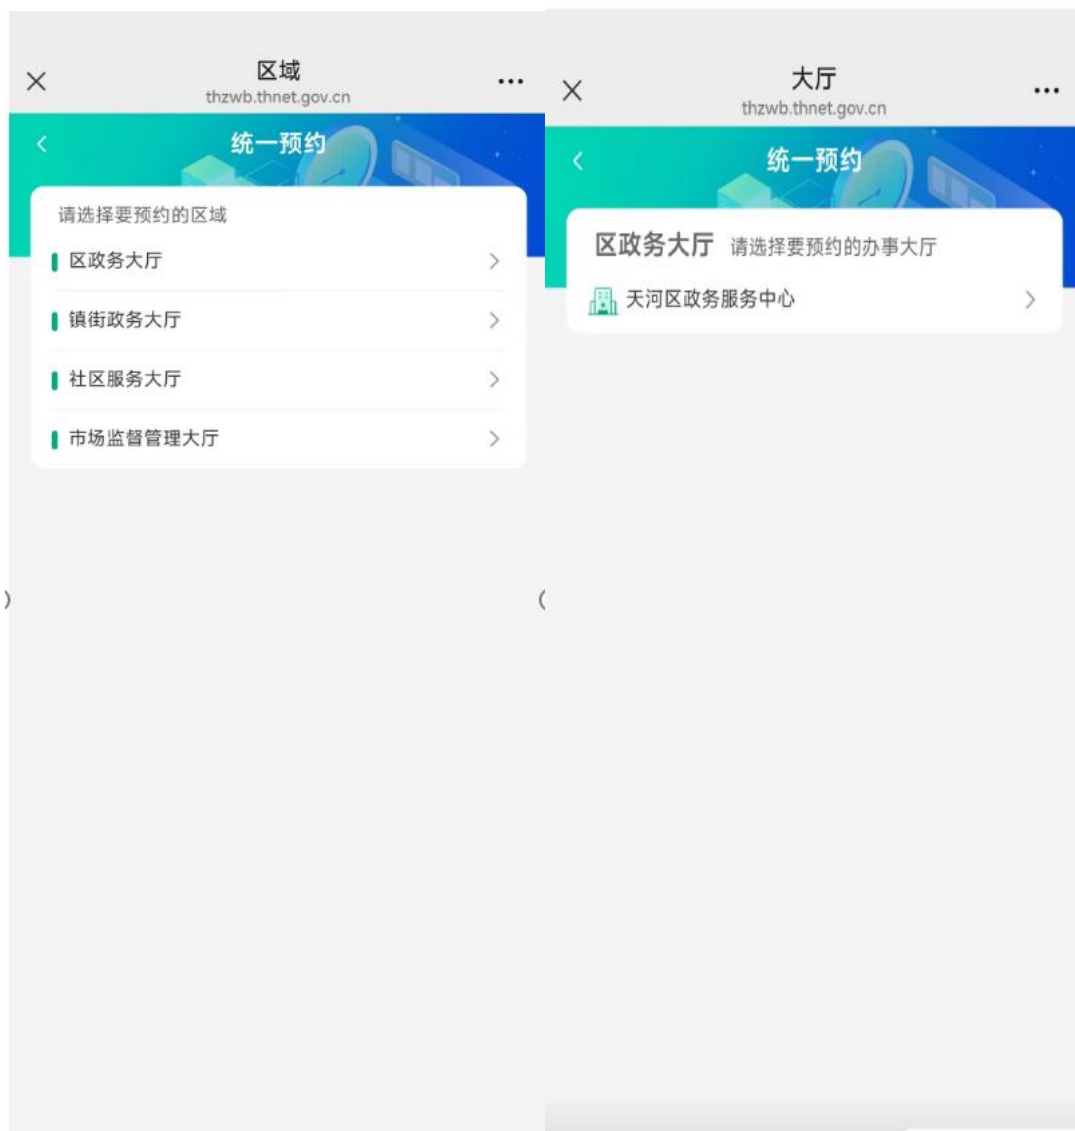 区域
thzwb.thnet.gov.cn
统一预约
请选择要预约的区域
区政务大厅
镇街政务大厅
社区服务大厅
市场监督管理大厅
大厅
thzwb.thnet.gov.cn
统一预约
区政务大厅 请选择要预约的办事大厅
天河区政务服务中心